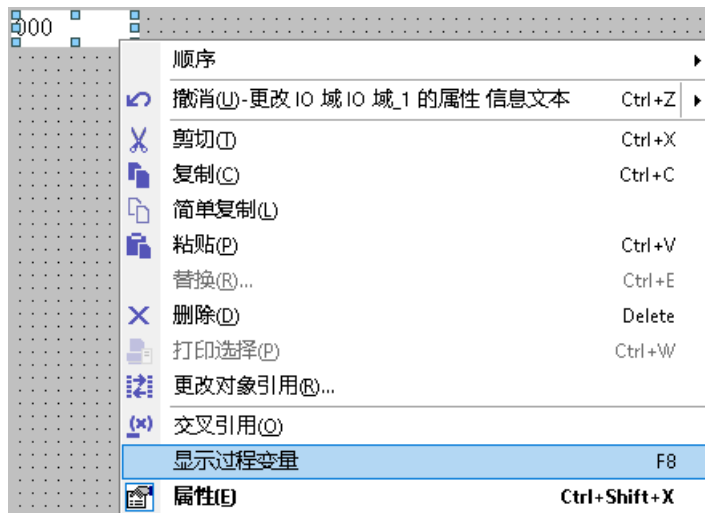 000
顺序
撤消(U)-更改 IO 域 IO 域_1 的属性 信息文本 Ctrl+Z
剪切(T) Ctrl+X
复制(C) Ctrl+C
简单复制(L)
粘贴(P) Ctrl+V
替换(R)... Ctrl+E
删除(D) Delete
打印选择(P) Ctrl+W
更改对象引用(R)...
交叉引用(O)
显示过程变量 F8
属性(E) Ctrl+Shift+X